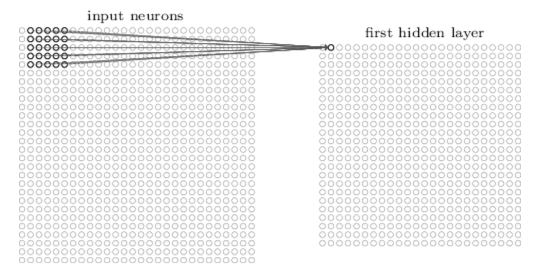 input neurons
first hidden layer